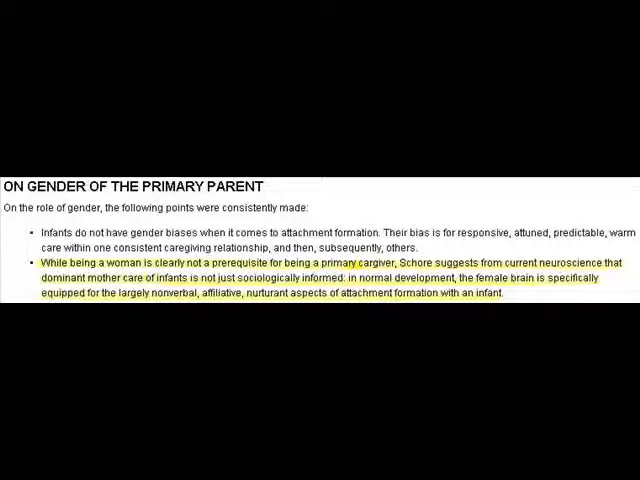 ON GENDER OF THE PRIMARY PARENT
On the role of gender, the following points were consistently made:
• Infants do not have gender biases when it comes to attachment formation. Their bias is for responsive, attuned, predictable, warm
care within one consistent caregiving relationship, and then, subsequently, others.
• While being a woman is clearly not a prerequisite for being a primary cargiver, Schore suggests from current neuroscience that
dominant mother care of infants is not just sociologically informed: in normal development, the female brain is specifically
equipped for the largely nonverbal, affiliative, nurturant aspects of attachment formation with an infant.